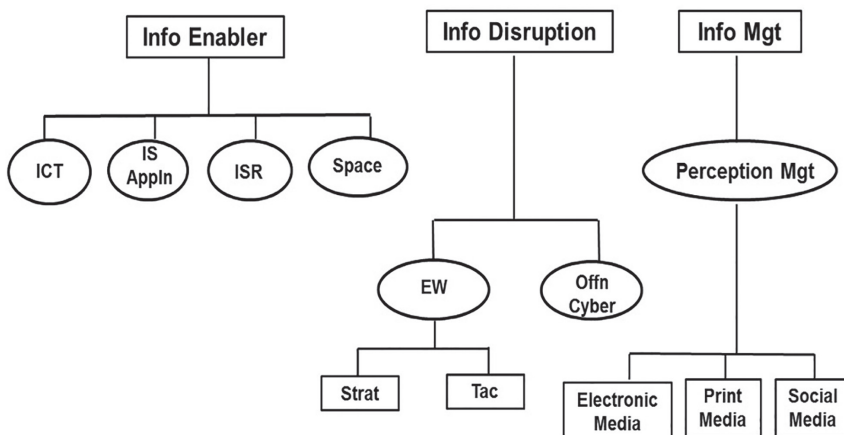 Info Enabler
Info Disruption
Info Mgt
ICT
IS
Appln
ISR
Space
Perception Mgt
EW
Offn
Cyber
Strat
Tac
Electronic
Media
Print
Media
Social
Media